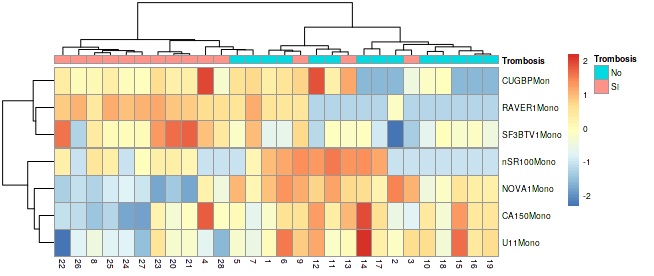 Trombosis
CUGBPMon
RAVER1Mono
SF3BTV1Mono
nSR100Mono
NOVA1Mono
CA150Mono
U11Mono
22 26 8 25 24 27 23 20 21 4 28 5 7 1 6 9 12 11 13 14 17 2 3 10 18 15 16 19
2
1
0
-1
-2
Trombosis
No
SI